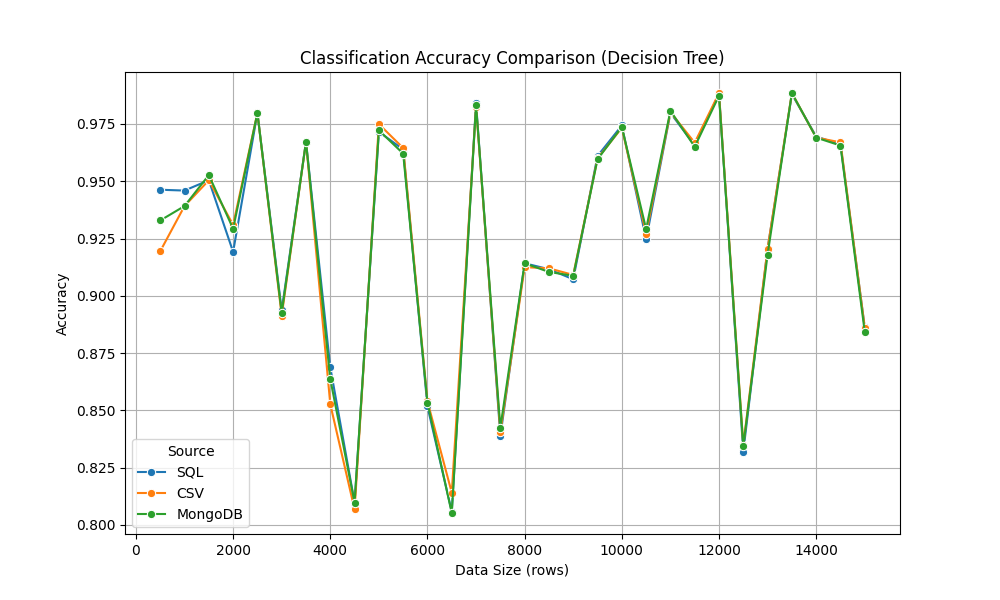 Classification Accuracy Comparison (Decision Tree)
Accuracy
0.975
0.950
0.925
0.900
0.875
0.850
0.825
0.800
Source
SQL
CSV
MongoDB
0 2000 4000 6000 8000 10000 12000 14000
Data Size (rows)